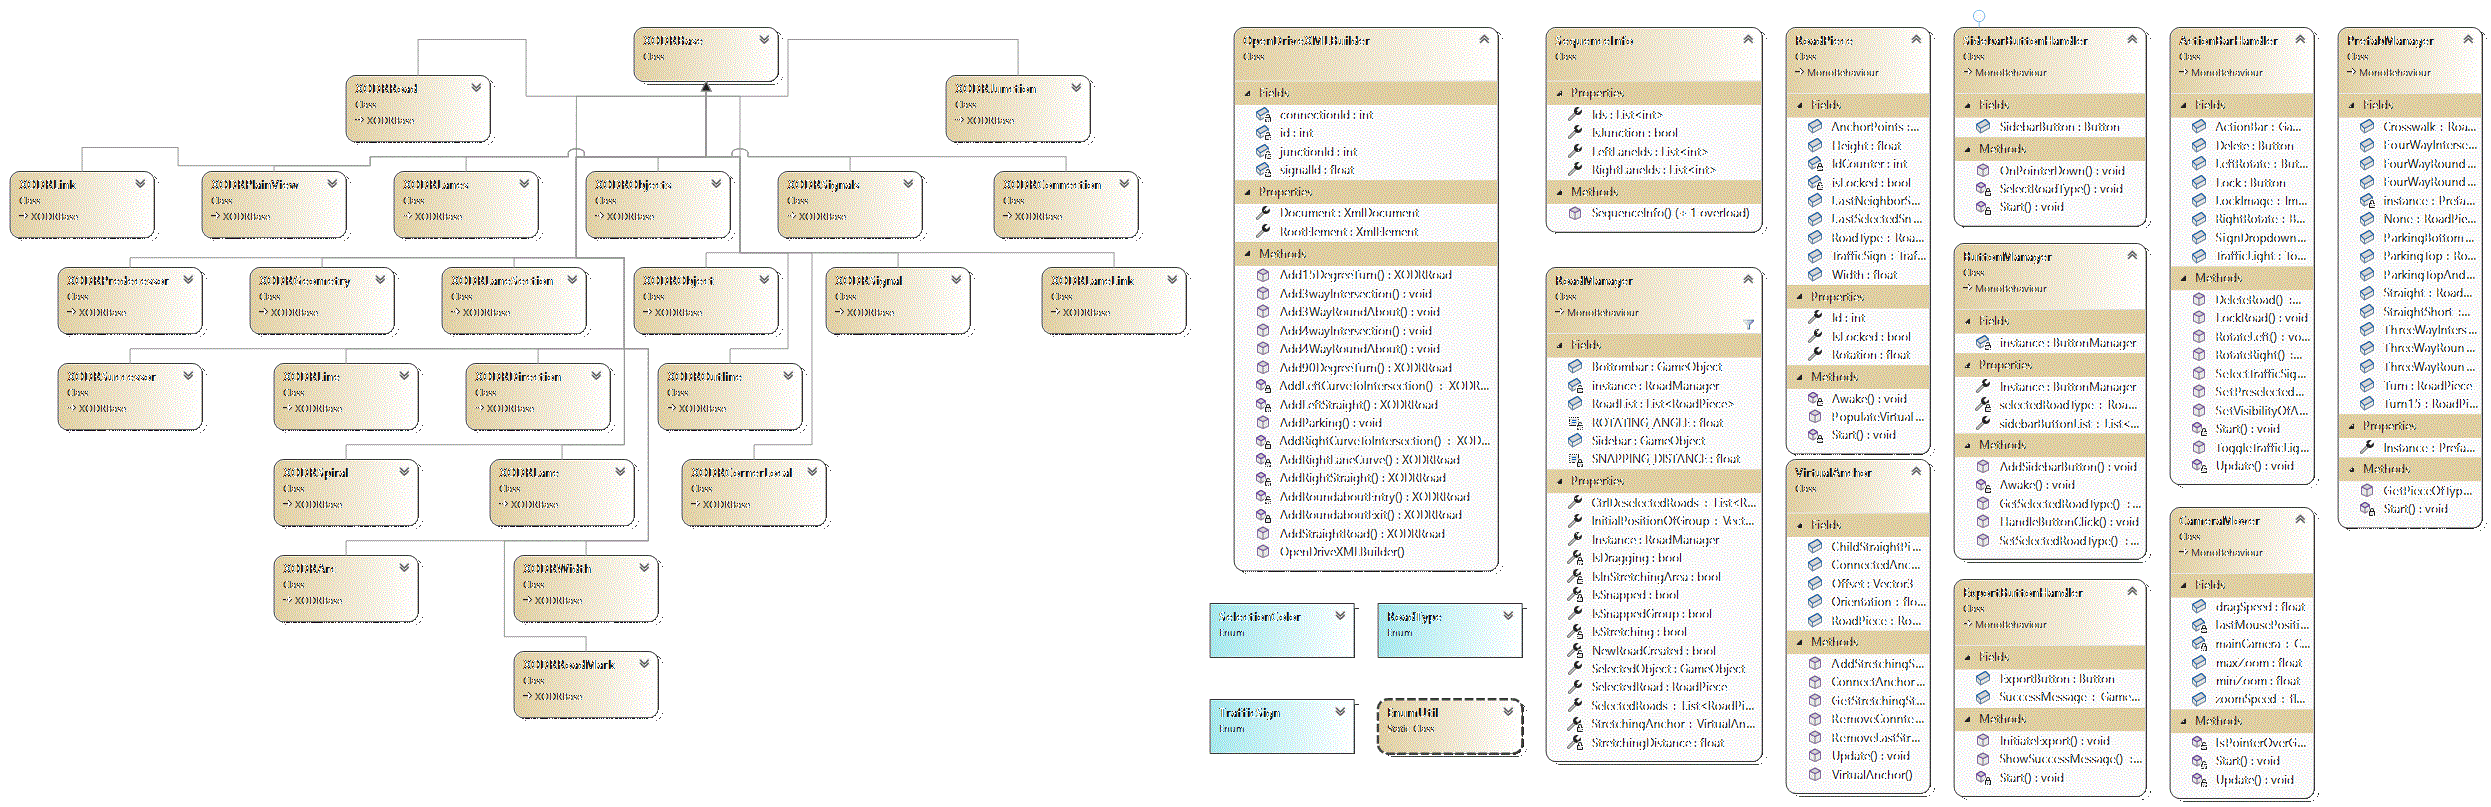 XODRBase
Class
XODRRoad
Class
XODRBase
XODRJunction
Class
XODRBase
XODRLink
Class
XODRBase
XODRPlainView
Class
XODRBase
XODRLanes
Class
XODRBase
XODRObjects
Class
XODRBase
XODRSignals
Class
XODRBase
XODRConnection
Class
XODRBase
XODRPredecessor
Class
XODRBase
XODRGeometry
Class
XODRBase
XODRLaneSection
Class
XODRBase
XODRObject
Class
XODRBase
XODRSignal
Class
XODRBase
XODRLaneLink
Class
XODRBase
XODRSuccessor
Class
XODRBase
XODRLine
Class
XODRBase
XODRDirection
Class
XODRBase
XODROutline
Class
XODRBase
XODRSpiral
Class
XODRBase
XODRLane
Class
XODRBase
XODRCornerLocal
Class
XODRBase
XODRArc
Class
XODRBase
XODRWidth
Class
XODRBase
XODRRoadMark
Class
XODRBase
OpenDriveXMLBuilder
Class
Fields
connectionId : int
id : int
junctionId : int
signalId : float
Properties
Document : XmlDocument
RootElement : XmlElement
Methods
Add15DegreeTurn() : XODRRoad
Add3wayIntersection() : void
Add3WayRoundAbout() : void
Add4wayIntersection() : void
Add4WayRoundAbout() : void
Add90DegreeTurn() : XODRRoad
AddLeftCurveToIntersection() : XODR...
AddLeftStraight() : XODRRoad
AddParking() : void
AddRightCurveToIntersection() : XOD...
AddRightLaneCurve() : XODRRoad
AddRightStraight() : XODRRoad
AddRoundaboutEntry() : XODRRoad
AddRoundaboutExit() : XODRRoad
AddStraightRoad() : XODRRoad
OpenDriveXMLBuilder()
SelectionColor
Enum
RoadType
Enum
TrafficSign
Enum
EnumUtil
Static Class
SequenceInfo
Class
Properties
Ids : List<int>
IsJunction : bool
LeftLaneIds : List<int>
RightLaneIds : List<int>
Methods
SequenceInfo() (+ 1 overload)
RoadManager
Class
MonoBehaviour
Fields
Bottombar : GameObject
instance : RoadManager
RoadList : List<RoadPiece>
ROTATING_ANGLE : float
Sidebar : GameObject
SNAPPING_DISTANCE : float
Properties
CtrlDeselectedRoads : List<R...
InitialPositionOfGroup : Vect...
Instance : RoadManager
IsDragging : bool
IsInStretchingArea : bool
IsSnapped : bool
IsSnappedGroup : bool
IsStretching : bool
NewRoadCreated : bool
SelectedObject : GameObject
SelectedRoad : RoadPiece
SelectedRoads : List<RoadPi...
StretchingAnchor : VirtualAn...
StretchingDistance : float
RoadPiece
Class
MonoBehaviour
Fields
AnchorPoints :...
Height : float
IdCounter : int
isLocked : bool
LastNeighborS...
LastSelectedSn...
RoadType : Roa...
TrafficSign : Traf...
Width : float
Properties
Id : int
IsLocked : bool
Rotation : float
Methods
Awake() : void
PopulateVirtual...
Start() : void
VirtualAnchor
Class
Fields
ChildStraightPi...
ConnectedAnc...
Offset : Vector3
Orientation : flo...
RoadPiece : Ro...
Methods
AddStretchingS...
ConnectAnchor...
GetStretchingSt...
RemoveConnte...
RemoveLastStr...
Update() : void
VirtualAnchor()
SidebarButtonHandler
Class
MonoBehaviour
Fields
SidebarButton : Button
Methods
OnPointerDown() : void
SelectRoadType() : void
Start() : void
ButtonManager
Class
MonoBehaviour
Fields
instance : ButtonManager
Properties
Instance : ButtonManager
selectedRoadType : Roa...
sidebarButtonList : List<...
Methods
AddSidebarButton() : void
Awake() : void
GetSelectedRoadType() :...
HandleButtonClick() : void
SetSelectedRoadType() :...
ExportButtonHandler
Class
MonoBehaviour
Fields
ExportButton : Button
SuccessMessage : Game...
Methods
InitiateExport() : void
ShowSuccessMessage() :...
Start() : void
ActionBarHandler
Class
MonoBehaviour
Fields
ActionBar : Ga...
Delete : Button
LeftRotate : But...
Lock : Button
LockImage : Im...
RightRotate : B...
SignDropdown...
TrafficLight : To...
Methods
DeleteRoad() :...
LockRoad() : void
RotateLeft() : vo...
RotateRight() :...
SelectTrafficSig...
SetPreselected...
SetVisibilityOfA...
Start() : void
ToggleTrafficLig...
Update() : void
CameraMover
Class
MonoBehaviour
Fields
dragSpeed : float
lastMousePositi...
mainCamera : C...
maxZoom : float
minZoom : float
zoomSpeed : fl...
Methods
IsPointerOverG...
Start() : void
Update() : void
PrefabManager
Class
MonoBehaviour
Fields
Crosswalk : Roa...
FourWayInterse...
FourWayRound...
FourWayRound...
instance : Prefa...
None : RoadPie...
ParkingBottom...
ParkingTop : Ro...
ParkingTopAnd...
Straight : Road...
StraightShort :...
ThreeWayInters...
ThreeWayRoun...
ThreeWayRoun...
Turn : RoadPiece
Turn15 : RoadPi...
Properties
Instance : Prefa...
Methods
GetPieceOfTyp...
Start() : void